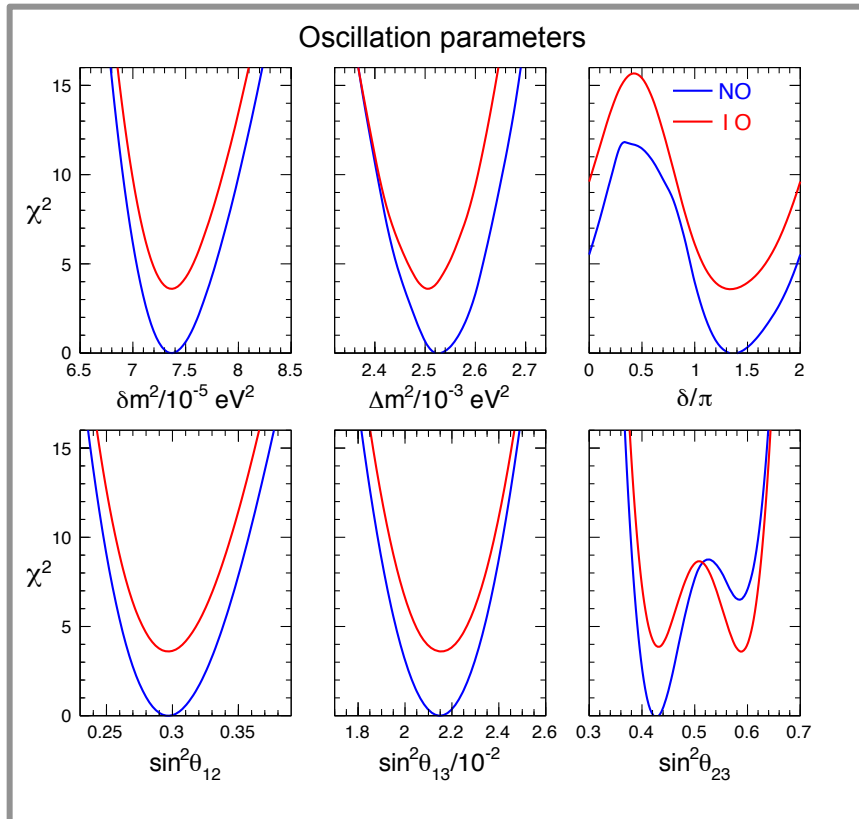 Oscillation parameters
15
10
χ²
5
0
6.5 7 7.5 8 8.5
δm²/10⁻⁵ eV²
2.4 2.5 2.6 2.7
Δm²/10⁻³ eV²
NO
I O
0 0.5 1 1.5 2
δ/π
15
10
χ²
5
0
0.25 0.3 0.35
sin²θ₁₂
1.8 2 2.2 2.4 2.6
sin²θ₁₃/10⁻²
0.3 0.4 0.5 0.6 0.7
sin²θ₂₃